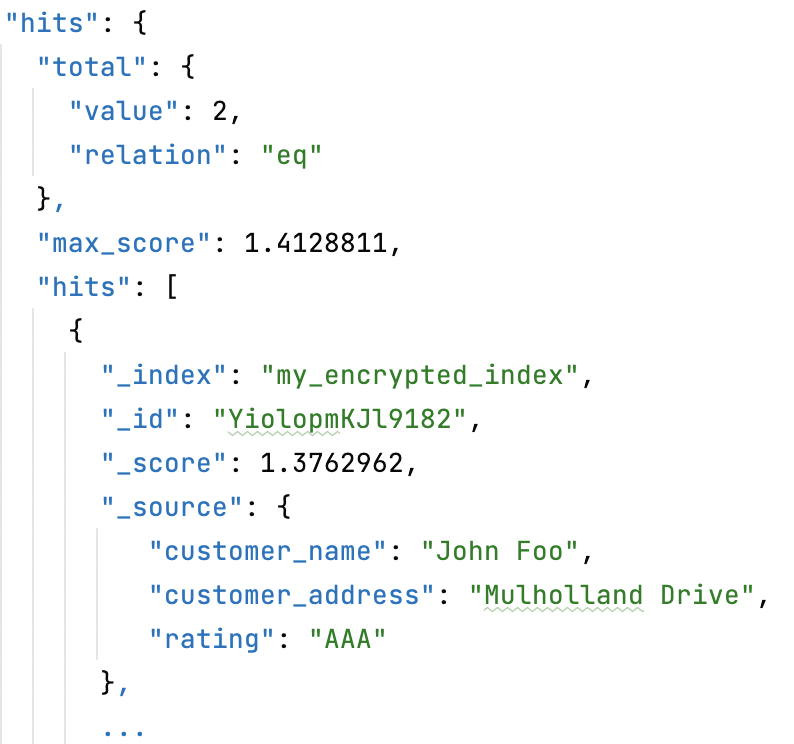 "hits": {
"total": {
"value": 2,
"relation": "eq"
},
"max_score": 1.4128811,
"hits": [
{
"_index": "my_encrypted_index",
"_id": "YiolopmKJl9182",
"_score": 1.3762962,
"_source": {
"customer_name": "John Foo",
"customer_address": "Mulholland Drive",
"rating": "AAA"
},
...